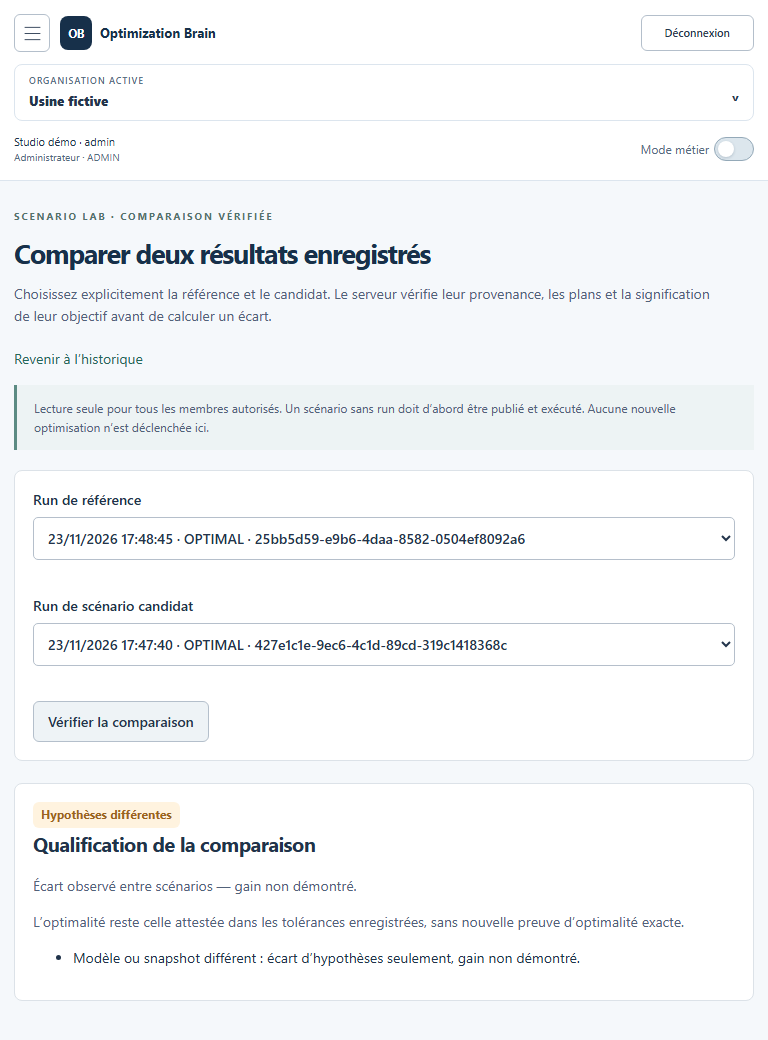 OB Optimization Brain
Déconnexion
ORGANISATION ACTIVE
Usine fictive
v
Studio démo · admin
Administrateur · ADMIN
Mode métier
SCENARIO LAB · COMPARAISON VÉRIFIÉE
Comparer deux résultats enregistrés
Choisissez explicitement la référence et le candidat. Le serveur vérifie leur provenance, les plans et la signification
de leur objectif avant de calculer un écart.
Revenir à l’historique
Lecture seule pour tous les membres autorisés. Un scénario sans run doit d’abord être publié et exécuté. Aucune nouvelle
optimisation n’est déclenchée ici.
Run de référence
23/11/2026 17:48:45 · OPTIMAL · 25bb5d59-e9b6-4daa-8582-0504ef8092a6
Run de scénario candidat
23/11/2026 17:47:40 · OPTIMAL · 427e1c1e-9ec6-4c1d-89cd-319c1418368c
Vérifier la comparaison
Hypothèses différentes
Qualification de la comparaison
Écart observé entre scénarios — gain non démontré.
L’optimalité reste celle attestée dans les tolérances enregistrées, sans nouvelle preuve d’optimalité exacte.
• Modèle ou snapshot différent : écart d’hypothèses seulement, gain non démontré.